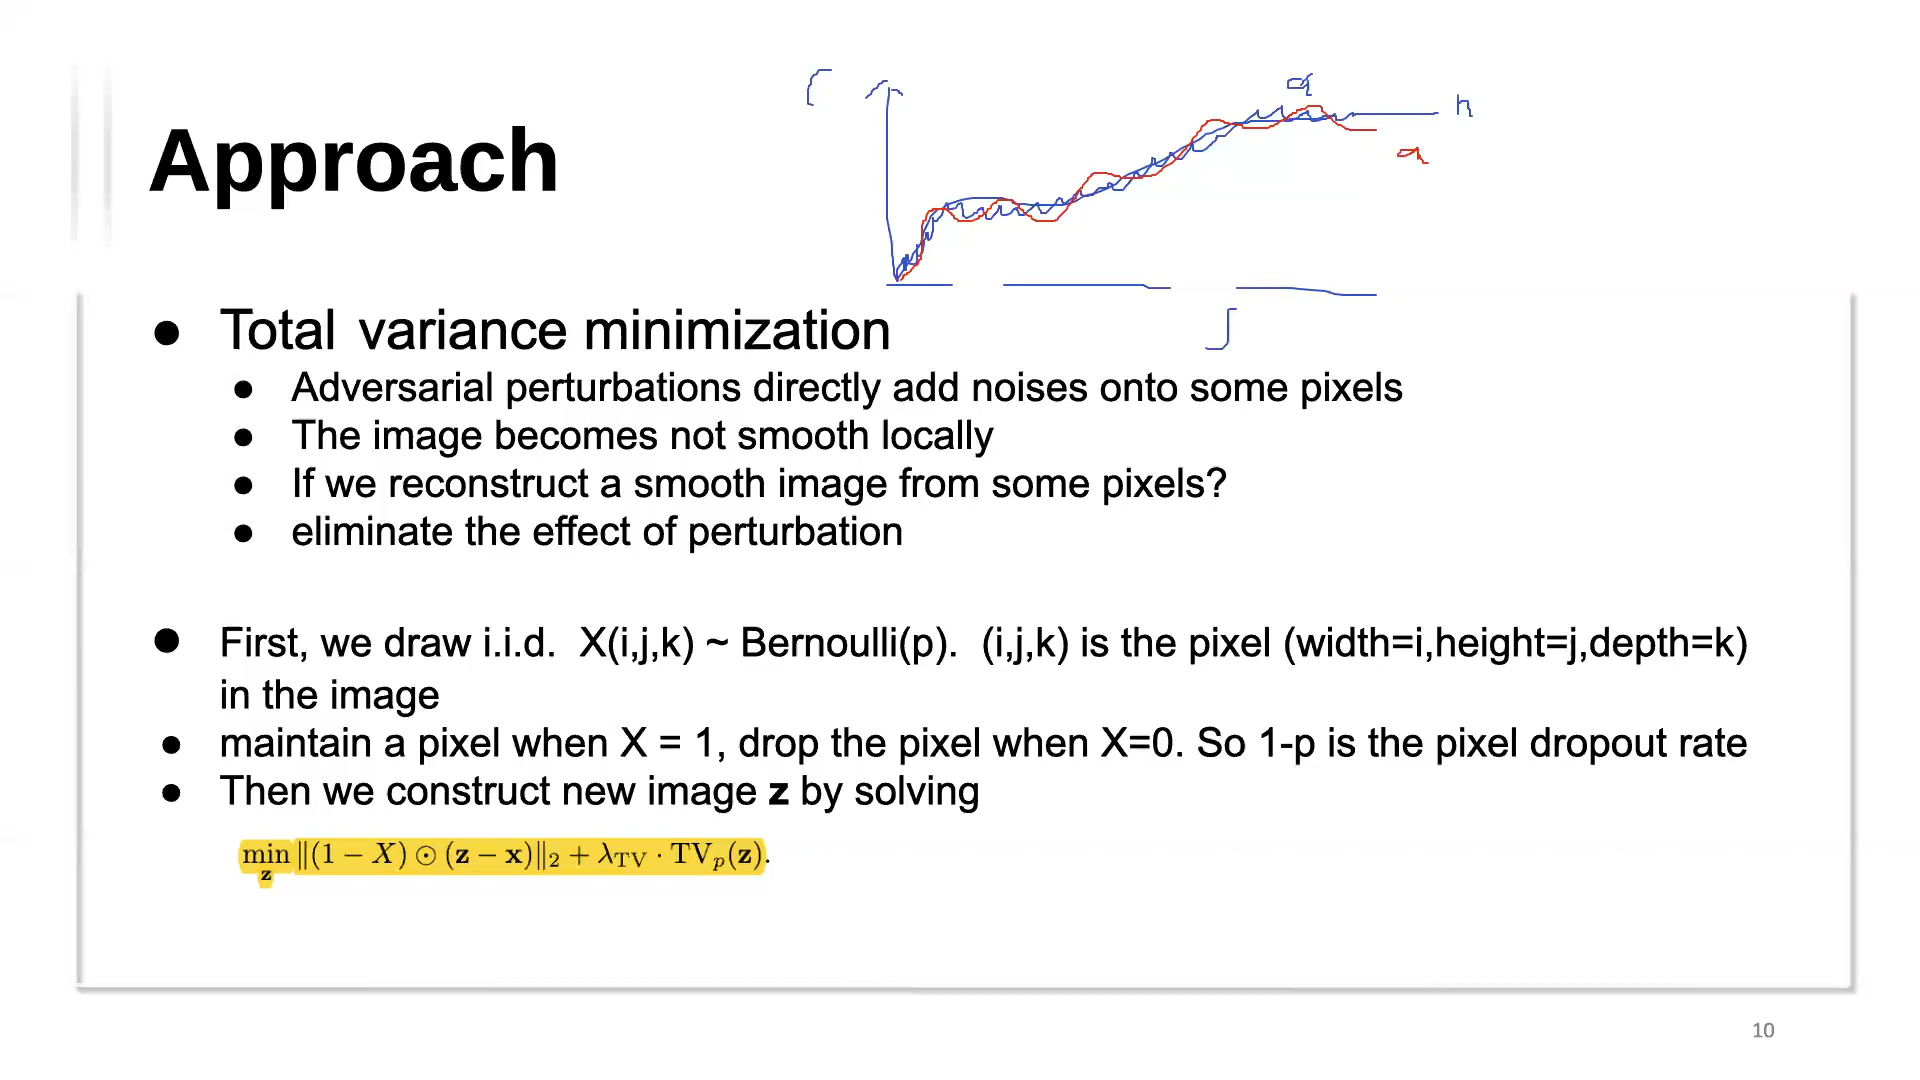 Approach
h
a
● Total variance minimization
● Adversarial perturbations directly add noises onto some pixels
● The image becomes not smooth locally
● If we reconstruct a smooth image from some pixels?
● eliminate the effect of perturbation
● First, we draw i.i.d. X(i,j,k) ~ Bernoulli(p). (i,j,k) is the pixel (width=i,height=j,depth=k)
in the image
● maintain a pixel when X = 1, drop the pixel when X=0. So 1-p is the pixel dropout rate
● Then we construct new image z by solving
min_z ‖(1 − X) ⊙ (z − x)‖₂ + λ_TV · TV_p(z).
10